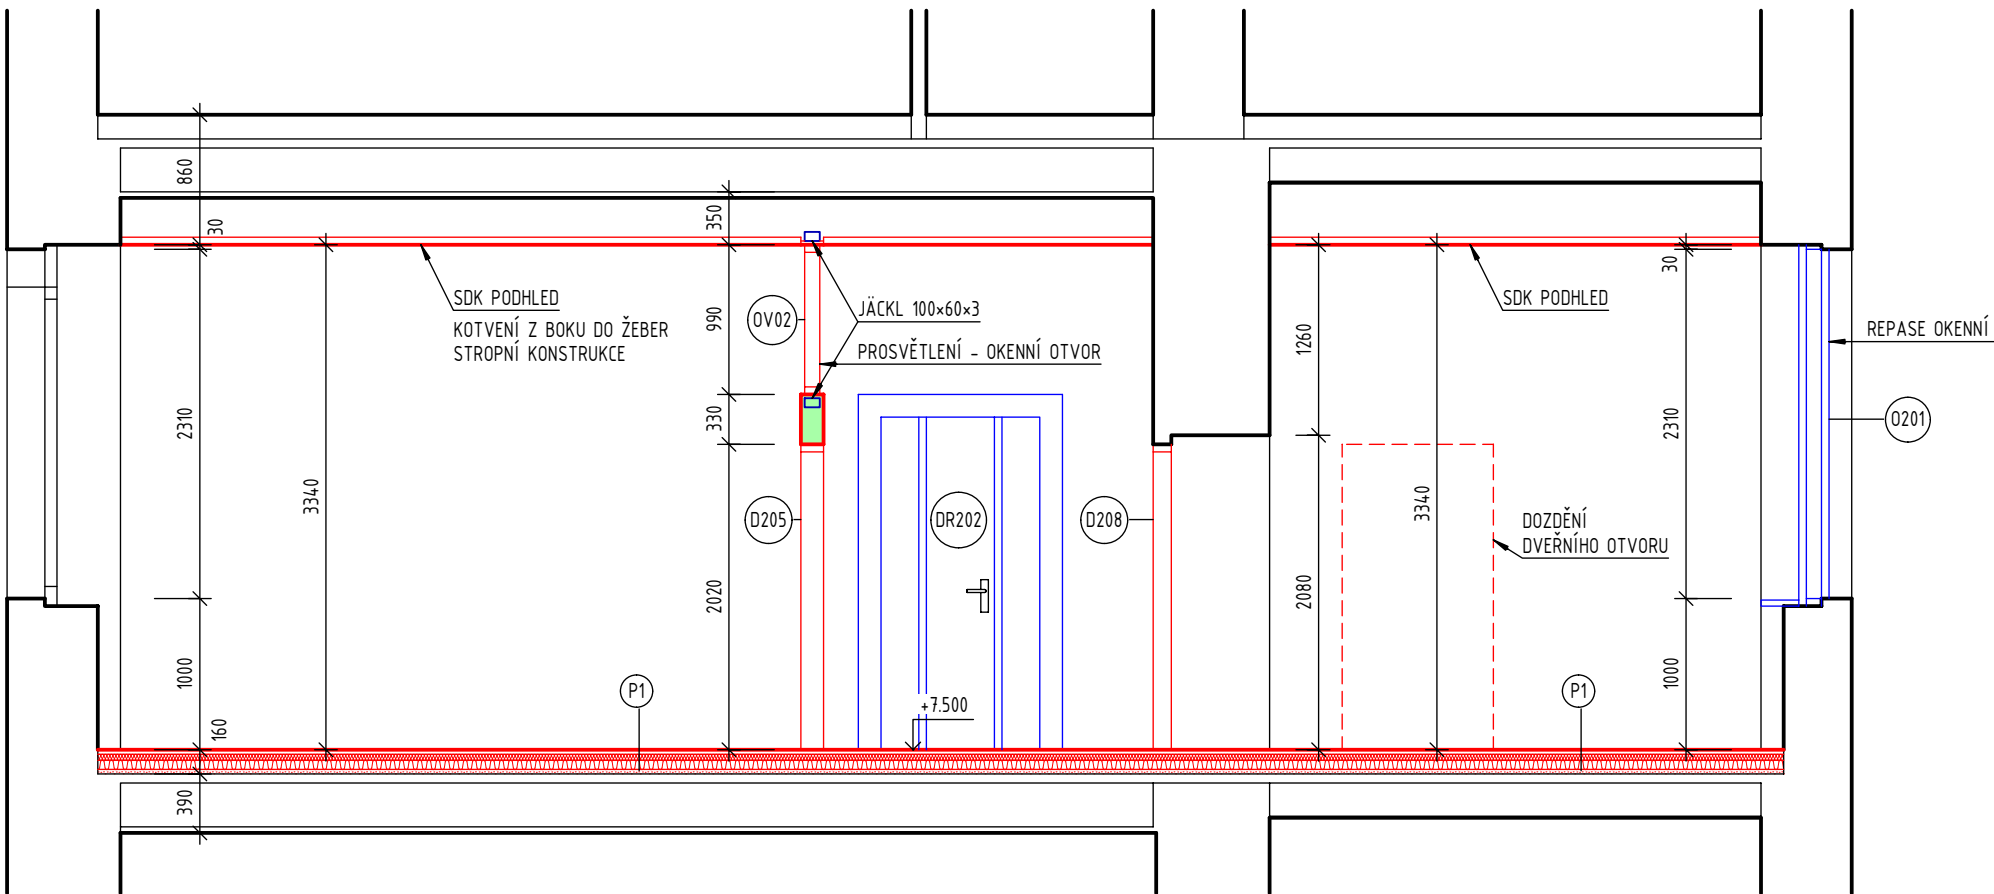 860
30
350
SDK PODHLED
KOTVENÍ Z BOKU DO ŽEBER
STROPNÍ KONSTRUKCE
990
OV02
JÄCKL 100×60×3
PROSVĚTLENÍ - OKENNÍ OTVOR
1260
SDK PODHLED
30
REPASE OKENNÍ
2310
330
2310
O201
3340
3340
D205
DR202
D208
DOZDĚNÍ
DVEŘNÍHO OTVORU
2020
2080
1000
1000
P1
P1
+7.500
160
390